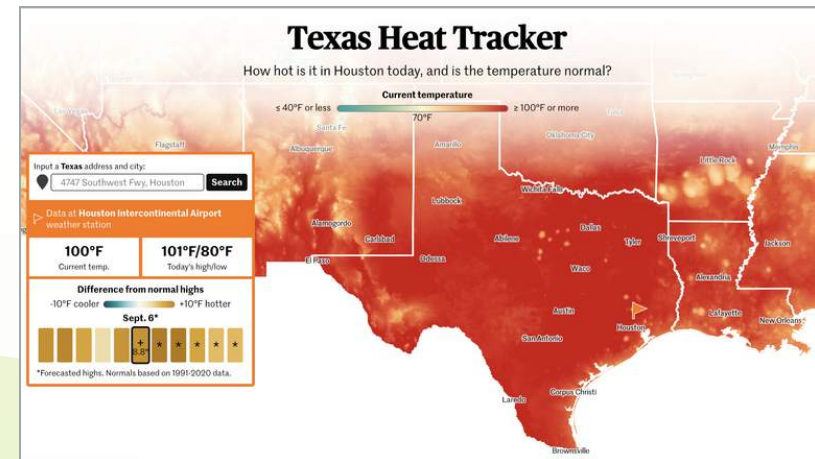 Texas Heat Tracker
How hot is it in Houston today, and is the temperature normal?
Current temperature
≤ 40°F or less
≥ 100°F or more
70°F
Las Vegas
Santa Fe
Tulsa
Flagstaff
Albuquerque
Amarillo
Oklahoma City
Memphis
Little Rock
Input a Texas address and city:
4747 Southwest Fwy, Houston
Search
Data at Houston Intercontinental Airport
weather station
100°F
Current temp.
101°F/80°F
Today's high/low
Difference from normal highs
-10°F cooler
+10°F hotter
Sept. 6*
+
8.8*
* * * * *
*Forecasted highs. Normals based on 1991-2020 data.
Wichita Falls
Lubbock
Alamogordo
Carlsbad
Dallas
Abilene
Tyler
Shreveport
Jackson
El Paso
Odessa
Waco
Alexandria
Austin
Houston
Lafayette
New Orleans
San Antonio
Laredo
Corpus Christi
Brownsville